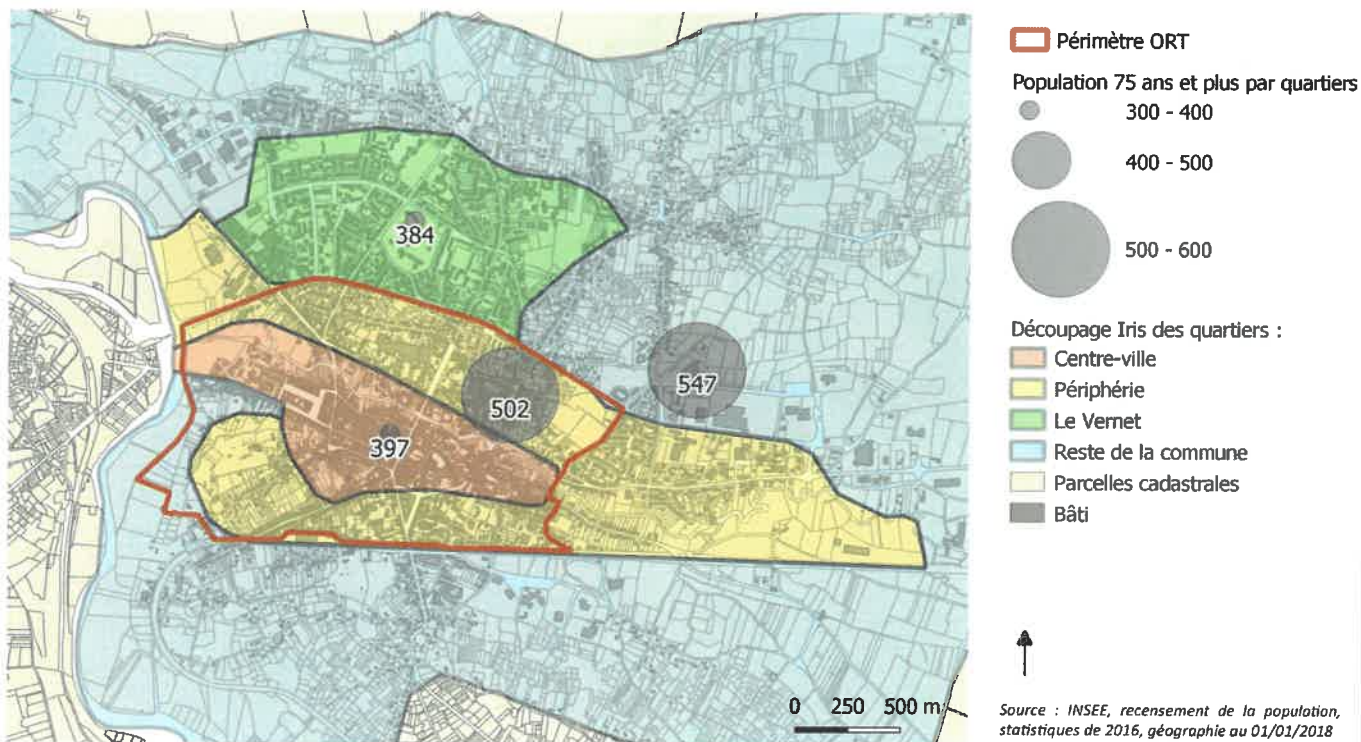 384
502
547
397
0 250 500 m
Périmètre ORT
Population 75 ans et plus par quartiers
300 - 400
400 - 500
500 - 600
Découpage Iris des quartiers :
Centre-ville
Périphérie
Le Vernet
Reste de la commune
Parcelles cadastrales
Bâti
Source : INSEE, recensement de la population,
statistiques de 2016, géographie au 01/01/2018